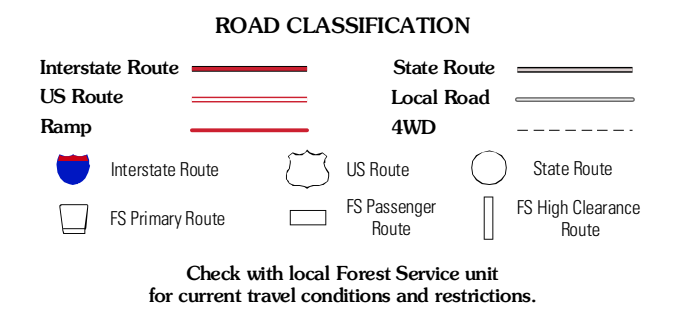 ROAD CLASSIFICATION
Interstate Route
State Route
US Route
Local Road
Ramp
4WD
Interstate Route
US Route
State Route
FS Primary Route
FS Passenger
Route
FS High Clearance
Route
Check with local Forest Service unit
for current travel conditions and restrictions.